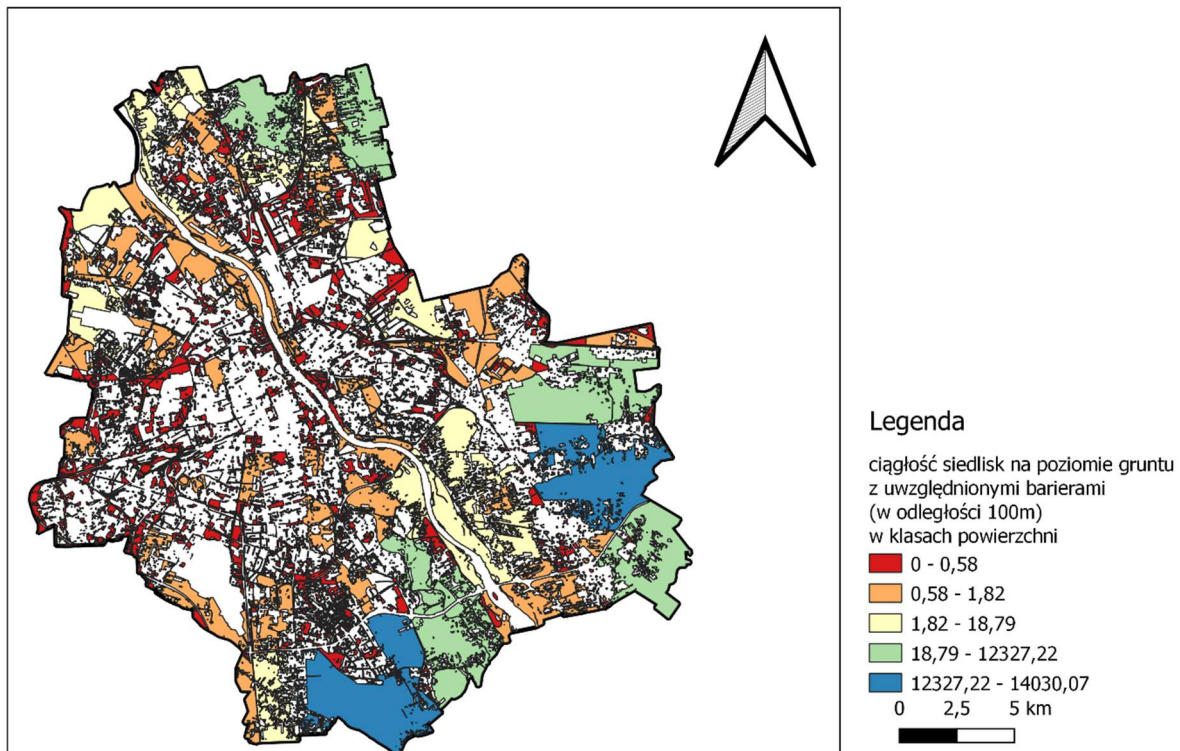 Legenda
ciągłość siedlisk na poziomie gruntu
z uwzględnionymi barierami
(w odległości 100m)
w klasach powierzchni
0 - 0,58
0,58 - 1,82
1,82 - 18,79
18,79 - 12327,22
12327,22 - 14030,07
0 2,5 5 km